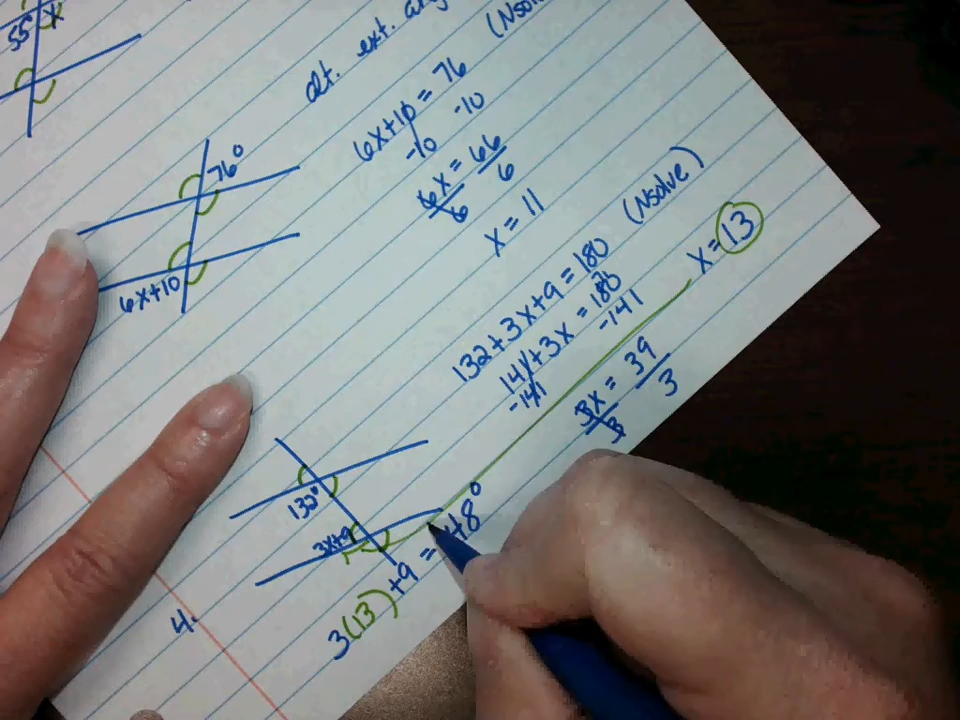 55° x
alt. ext. ang
(Nsolve
76°
6x+10
6x+10 = 76
-10 -10
6x = 66
6 6
x = 11
132+3x+9 = 180 (Nsolve)
141+3x = 180
-141 -141
3x = 39
3 3
x = 13
132°
3x+9
4.
3(13)+9 = 48°